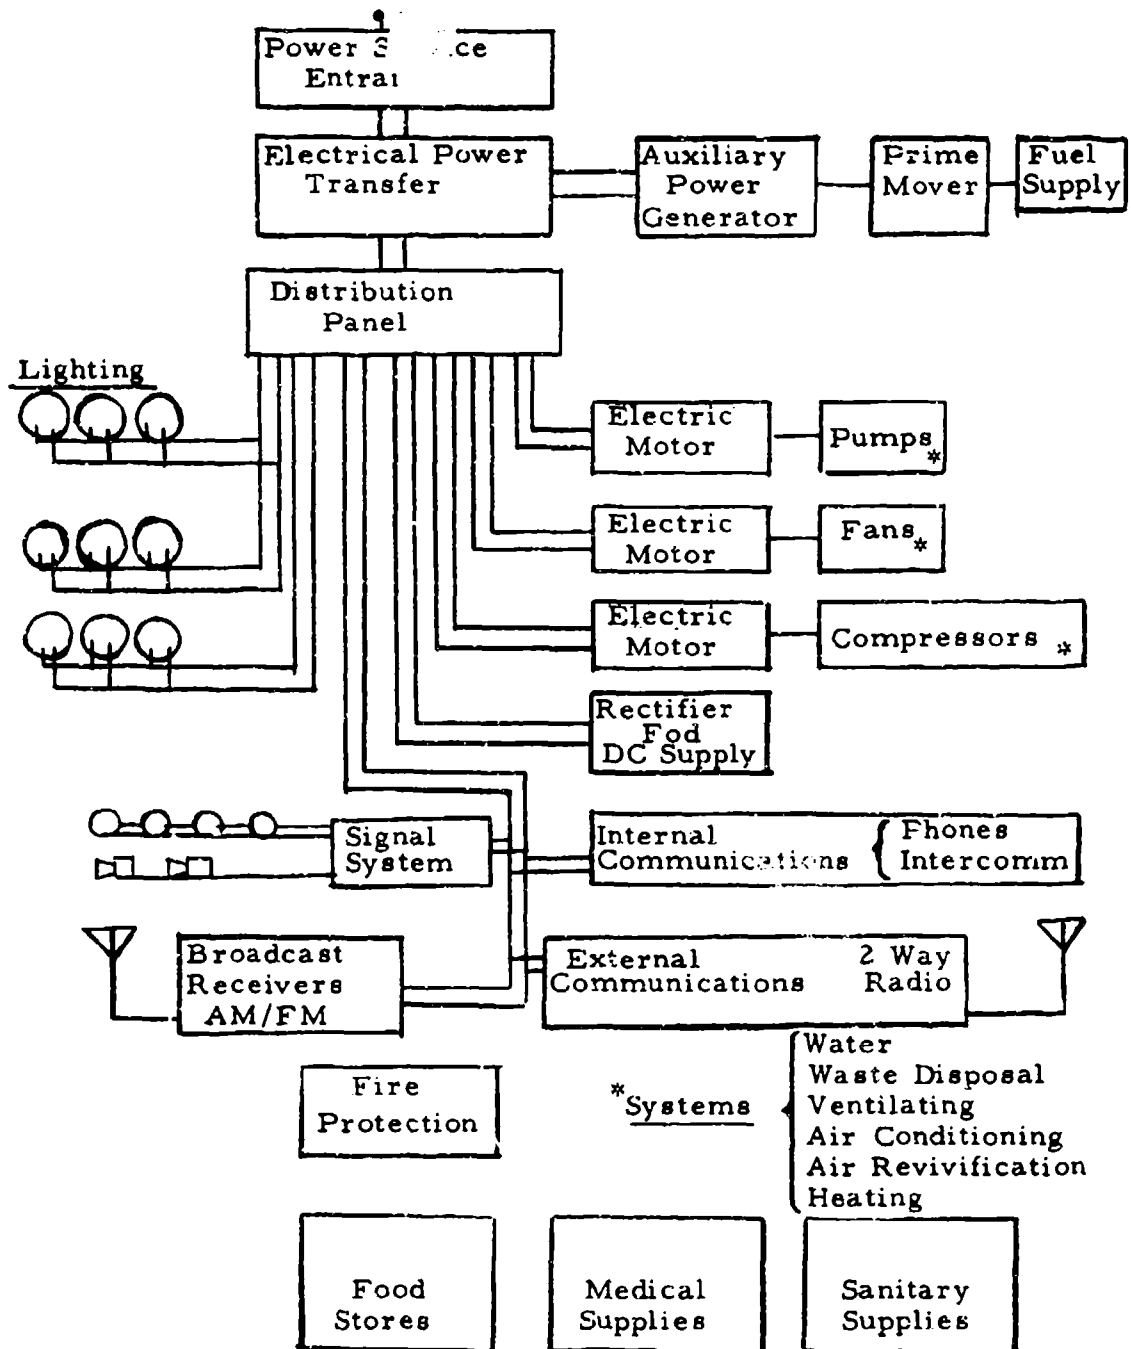 Power
Electrical Power
Transfer
Auxiliary
Power
Generator
Prime
Mover
Fuel
Supply
Distribution
Panel
Lighting
Electric
Motor
Pumps*
Electric
Motor
Fans*
Electric
Motor
Compressors *
Rectifier
Fod
DC Supply
Signal
System
Internal
Communications
Fhones
Intercomm
Broadcast
Receivers
AM/FM
External
Communications
2 Way
Radio
Fire
Protection
*Systems
Water
Waste Disposal
Ventilating
Air Conditioning
Air Revivification
Heating
Food
Stores
Medical
Supplies
Sanitary
Supplies